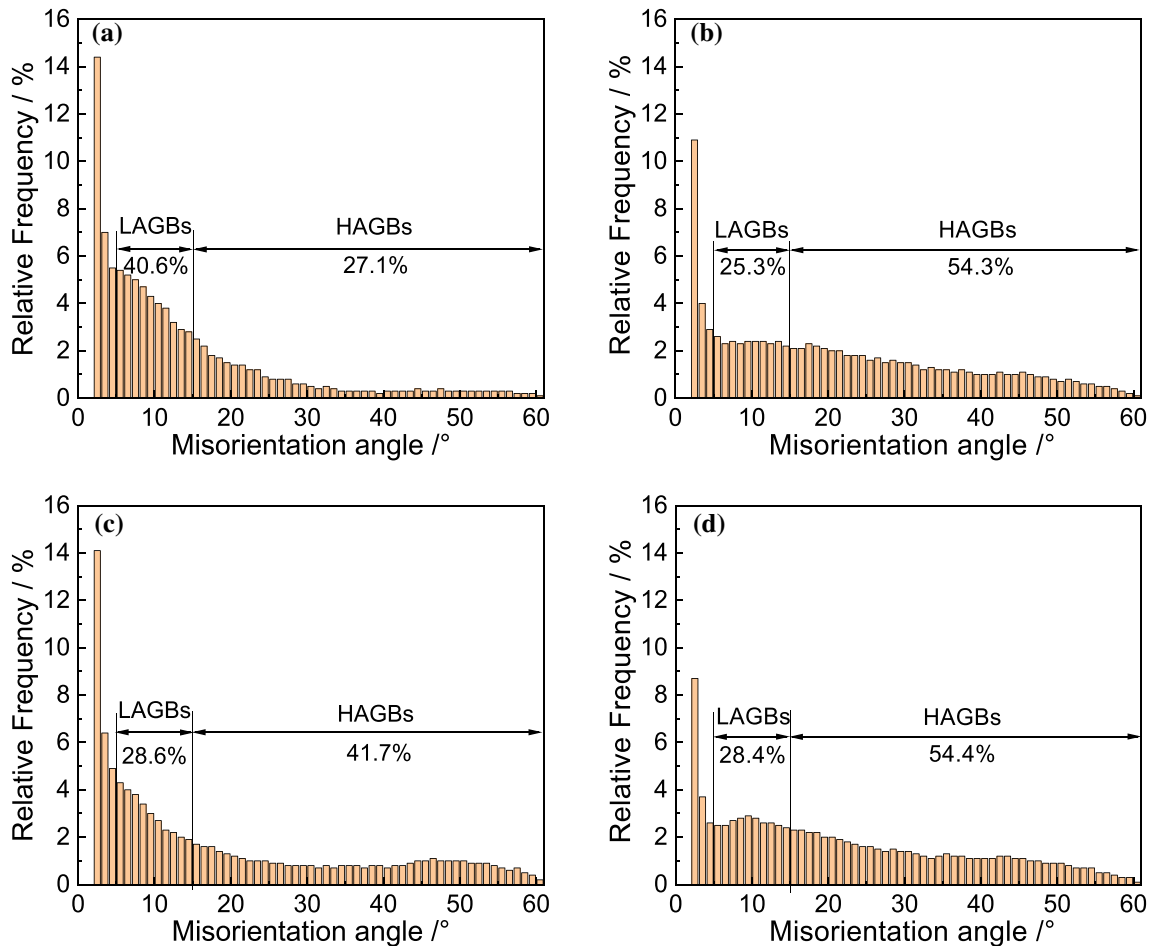 (a)
16
14
12
10
8
6
4
2
0
Relative Frequency / %
LAGBs
HAGBs
40.6%
27.1%
0 10 20 30 40 50 60
Misorientation angle /°
(b)
16
14
12
10
8
6
4
2
0
Relative Frequency / %
LAGBs
HAGBs
25.3%
54.3%
0 10 20 30 40 50 60
Misorientation angle /°
(c)
16
14
12
10
8
6
4
2
0
Relative Frequency / %
LAGBs
HAGBs
28.6%
41.7%
0 10 20 30 40 50 60
Misorientation angle /°
(d)
16
14
12
10
8
6
4
2
0
Relative Frequency / %
LAGBs
HAGBs
28.4%
54.4%
0 10 20 30 40 50 60
Misorientation angle /°